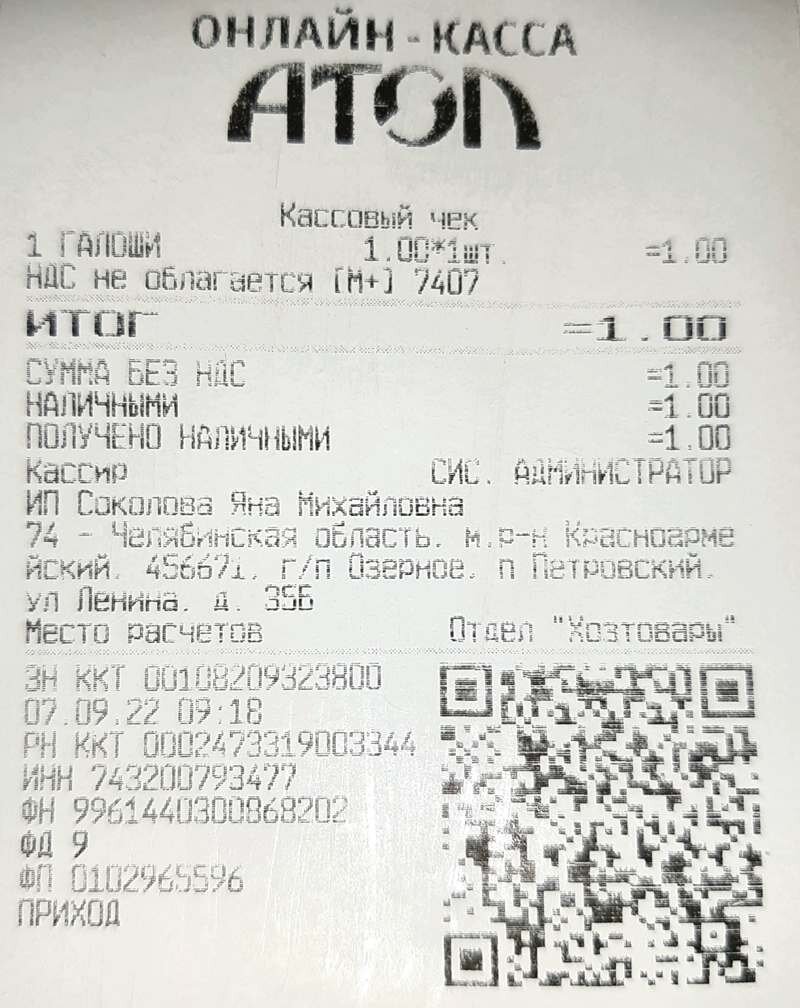 ОНЛАЙН - КАССА
АТОЛ
Кассовый чек
1 ГАЛОШИ 1.00*1шт. =1.00
НДС не облагается [М+] 7407
ИТОГ =1.00
СУММА БЕЗ НДС =1.00
НАЛИЧНЫМИ =1.00
ПОЛУЧЕНО НАЛИЧНЫМИ =1.00
Кассир СИС. АДМИНИСТРАТОР
ИП Соколова Яна Михайловна
74 - Челябинская область, м.р-н Красноарме
йский, 456671, г/п Озерное, п Петровский,
ул Ленина, д. 35Б
Место расчетов Отдел "Хозтовары"
ЗН ККТ 00108209323800
07.09.22 09:18
РН ККТ 0002473319003344
ИНН 743200793477
ФН 9961440300868202
ФД 9
ФП 0102965596
ПРИХОД